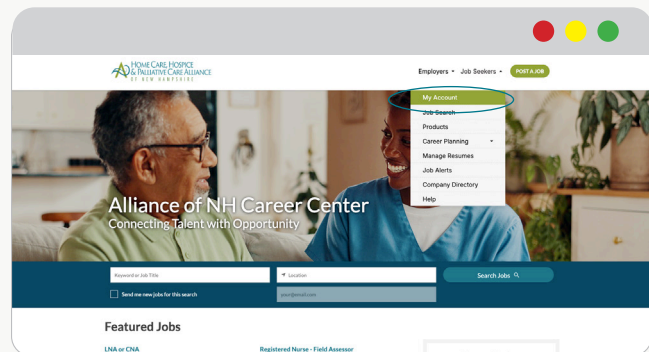 HOME CARE, HOSPICE
& PALLIATIVE CARE ALLIANCE
OF NEW HAMPSHIRE
Employers
Job Seekers
POST A JOB
My Account
Job Search
Products
Career Planning
Manage Resumes
Job Alerts
Company Directory
Help
Alliance of NH Career Center
Connecting Talent with Opportunity
Keyword or Job Title
Location
Search Jobs
Send me new jobs for this search
your@email.com
Featured Jobs
LNA or CNA
Registered Nurse - Field Assessor